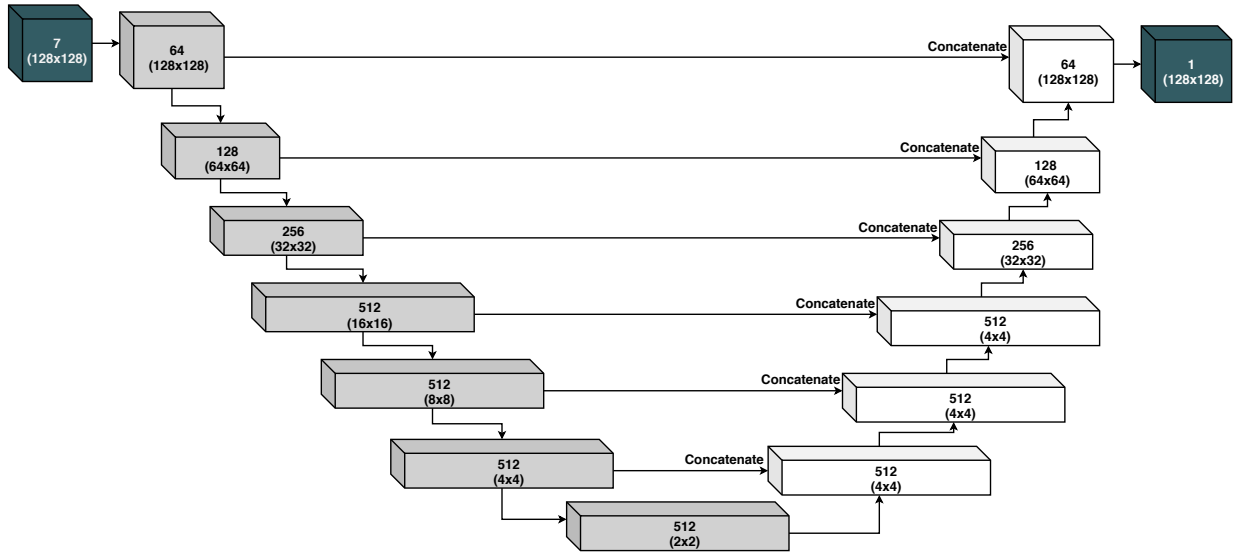 7
(128x128)
64
(128x128)
Concatenate
64
(128x128)
1
(128x128)
128
(64x64)
Concatenate
128
(64x64)
256
(32x32)
Concatenate
256
(32x32)
512
(16x16)
Concatenate
512
(4x4)
512
(8x8)
Concatenate
512
(4x4)
512
(4x4)
Concatenate
512
(4x4)
512
(2x2)